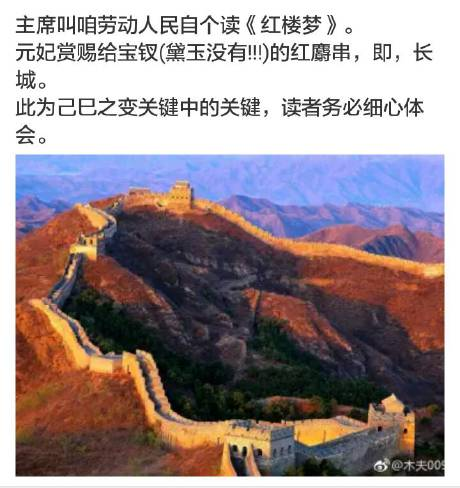 主席叫咱劳动人民自个读《红楼梦》。
元妃赏赐给宝钗(黛玉没有!!!)的红麝串，即，长
城。
此为己巳之变关键中的关键，读者务必细心体
会。
@木夫009